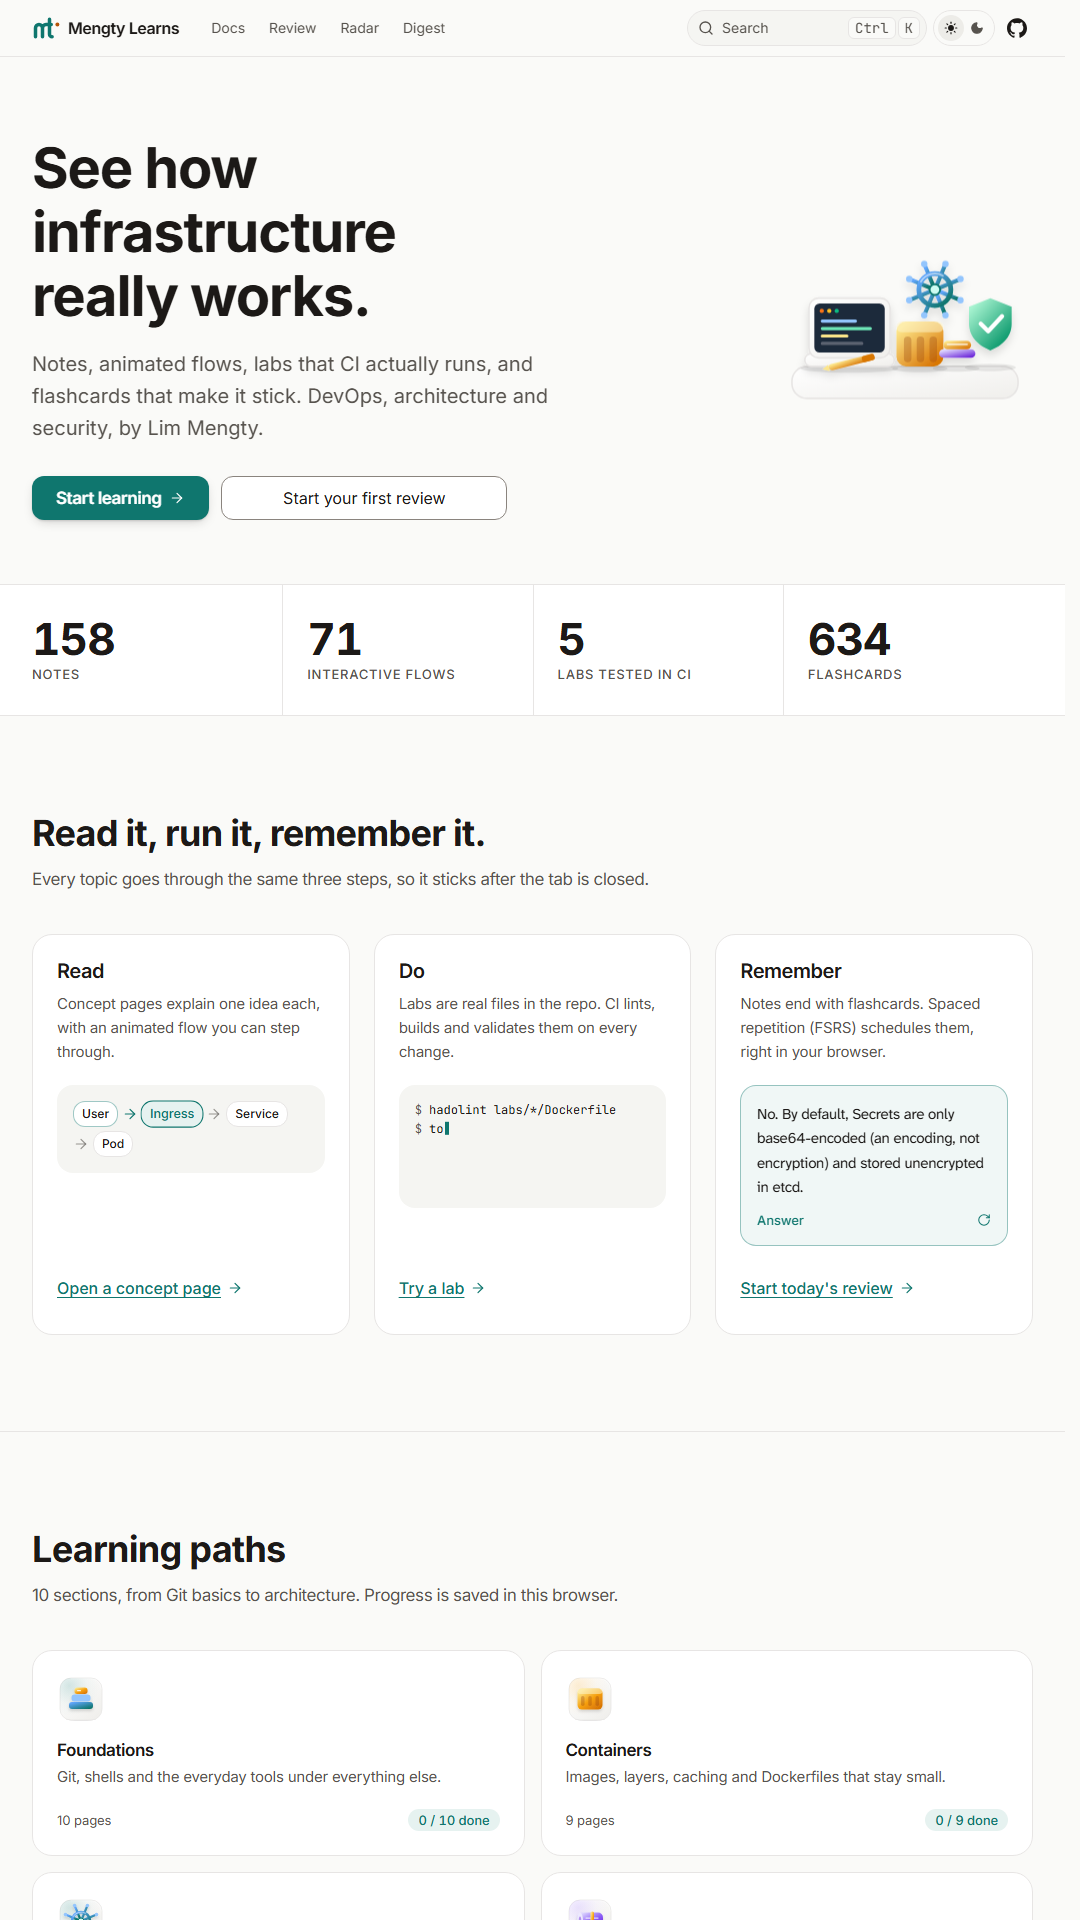 mt Mengty Learns Docs Review Radar Digest Search Ctrl K
See how
infrastructure
really works.
Notes, animated flows, labs that CI actually runs, and
flashcards that make it stick. DevOps, architecture and
security, by Lim Mengty.
Start learning → Start your first review
158 71 5 634
NOTES INTERACTIVE FLOWS LABS TESTED IN CI FLASHCARDS
Read it, run it, remember it.
Every topic goes through the same three steps, so it sticks after the tab is closed.
Read
Concept pages explain one idea each,
with an animated flow you can step
through.
User → Ingress → Service
→ Pod
Open a concept page →
Do
Labs are real files in the repo. CI lints,
builds and validates them on every
change.
$ hadolint labs/*/Dockerfile
$ to
Try a lab →
Remember
Notes end with flashcards. Spaced
repetition (FSRS) schedules them,
right in your browser.
No. By default, Secrets are only
base64-encoded (an encoding, not
encryption) and stored unencrypted
in etcd.
Answer
Start today's review →
Learning paths
10 sections, from Git basics to architecture. Progress is saved in this browser.
Foundations
Git, shells and the everyday tools under everything else.
10 pages 0 / 10 done
Containers
Images, layers, caching and Dockerfiles that stay small.
9 pages 0 / 9 done